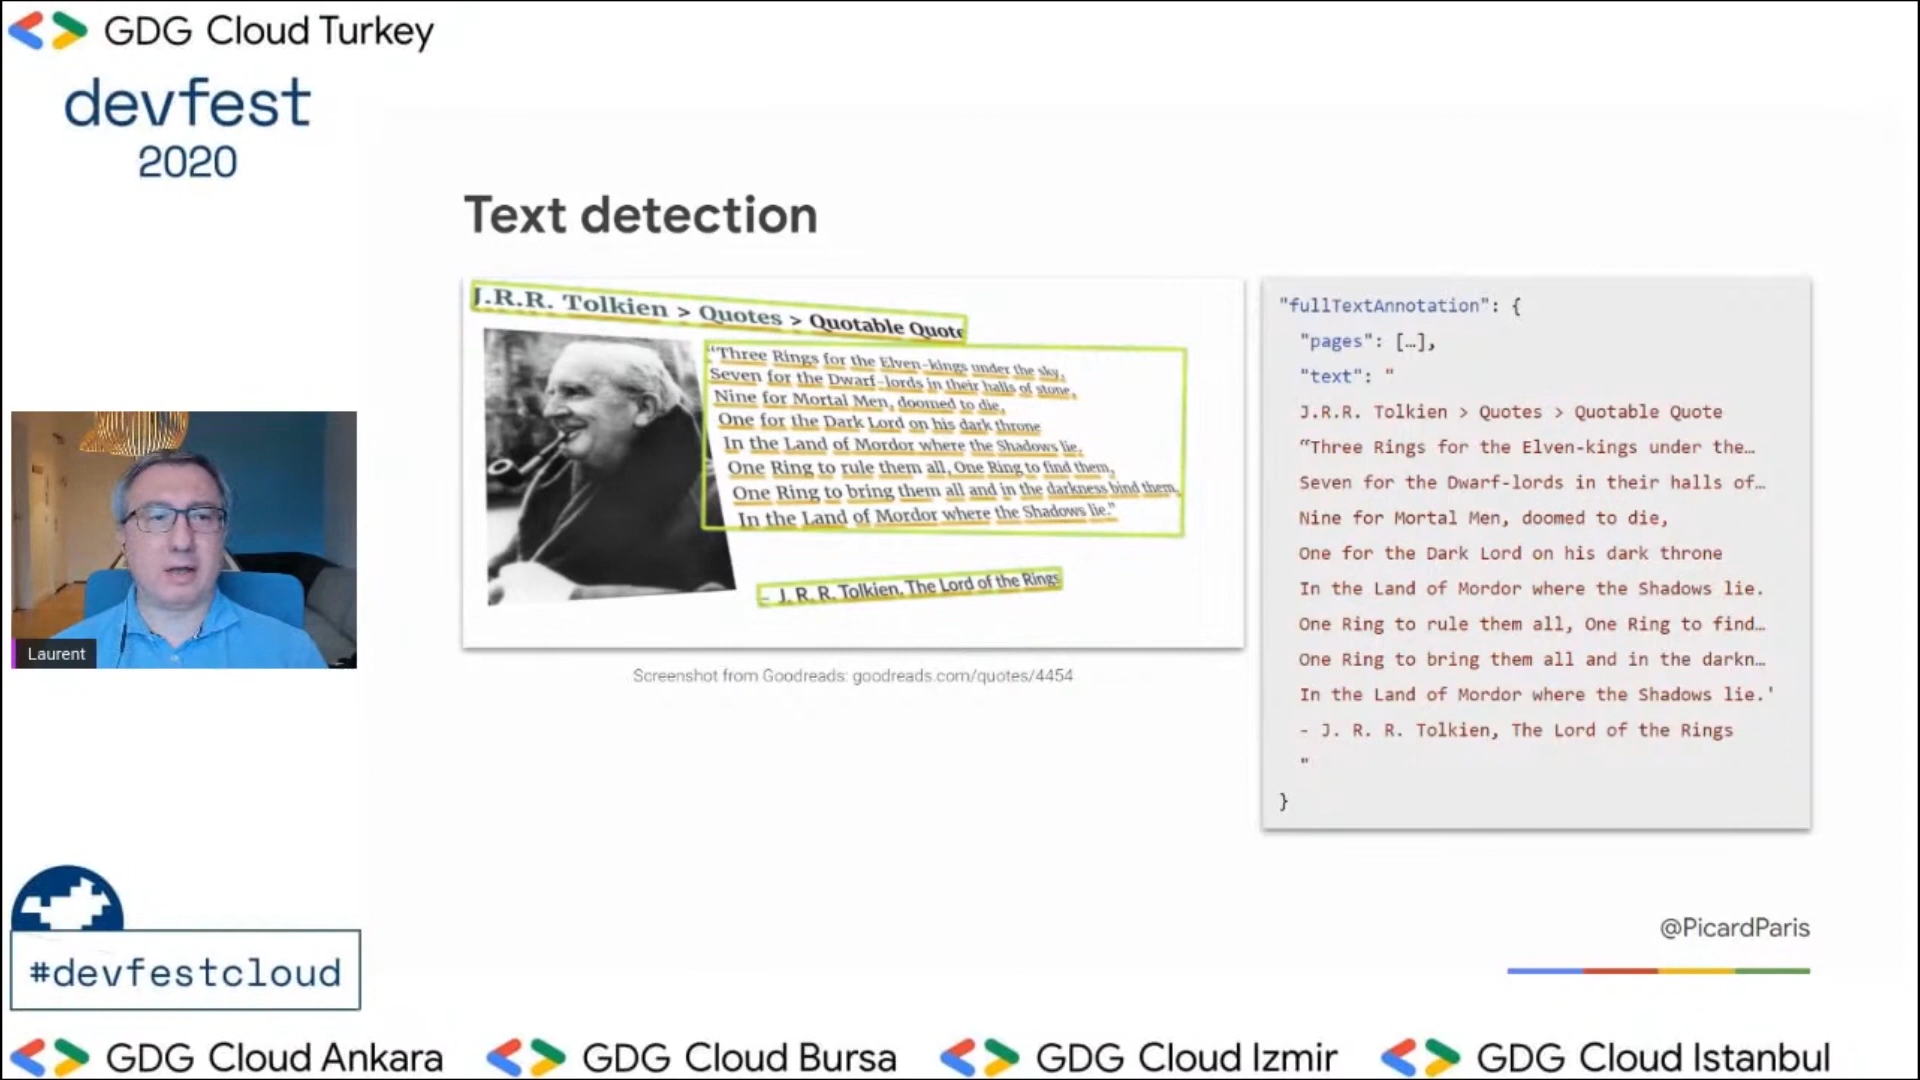 GDG Cloud Turkey
devfest
2020
Text detection
J.R.R. Tolkien > Quotes > Quotable Quote
“Three Rings for the Elven-kings under the sky,
Seven for the Dwarf-lords in their halls of stone,
Nine for Mortal Men, doomed to die,
One for the Dark Lord on his dark throne
In the Land of Mordor where the Shadows lie.
One Ring to rule them all, One Ring to find them,
One Ring to bring them all and in the darkness bind them,
In the Land of Mordor where the Shadows lie.”
– J. R. R. Tolkien, The Lord of the Rings
Screenshot from Goodreads: goodreads.com/quotes/4454
"fullTextAnnotation": {
"pages": […],
"text": "
J.R.R. Tolkien > Quotes > Quotable Quote
“Three Rings for the Elven-kings under the…
Seven for the Dwarf-lords in their halls of…
Nine for Mortal Men, doomed to die,
One for the Dark Lord on his dark throne
In the Land of Mordor where the Shadows lie.
One Ring to rule them all, One Ring to find…
One Ring to bring them all and in the darkn…
In the Land of Mordor where the Shadows lie.'
- J. R. R. Tolkien, The Lord of the Rings
"
}
Laurent
@PicardParis
#devfestcloud
GDG Cloud Ankara
GDG Cloud Bursa
GDG Cloud Izmir
GDG Cloud Istanbul